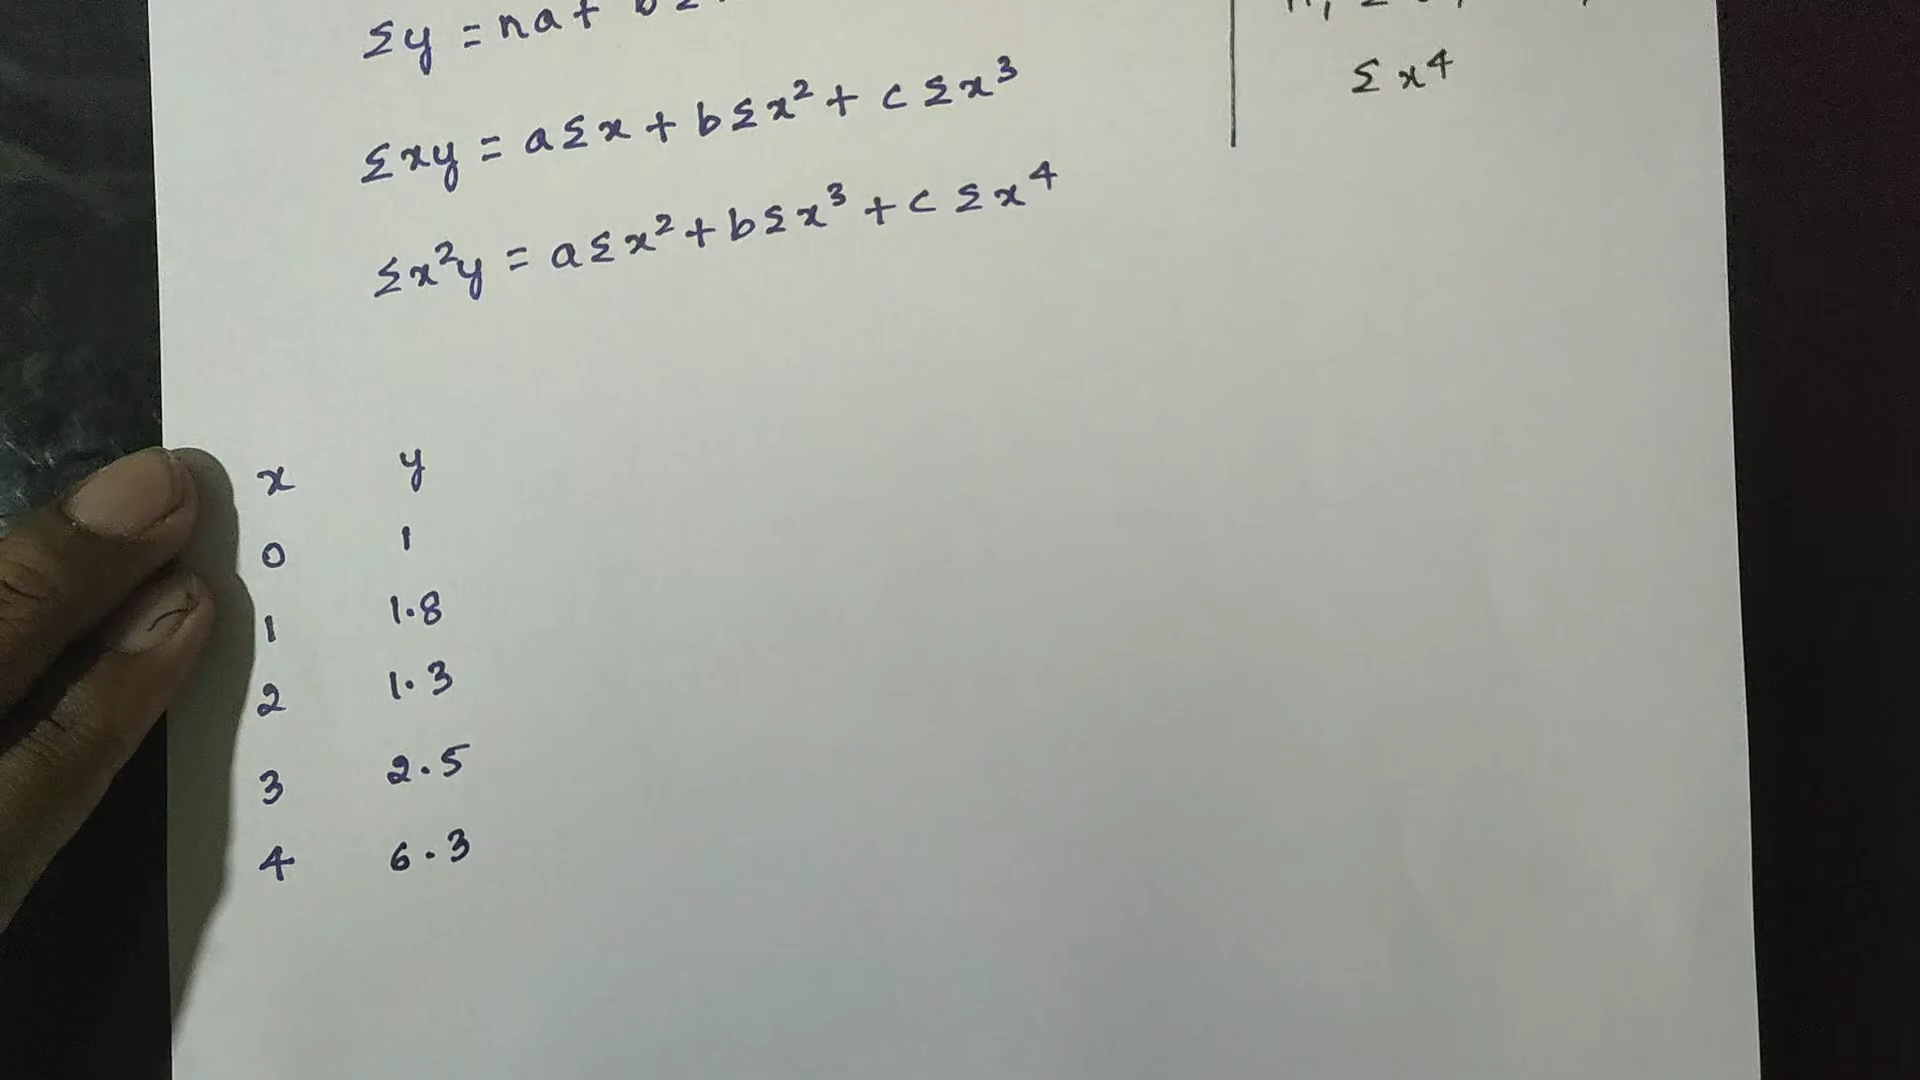 Σy = na +
Σx⁴
Σxy = aΣx + bΣx² + cΣx³
Σx²y = aΣx² + bΣx³ + cΣx⁴
x y
0 1
1 1.8
2 1.3
3 2.5
4 6.3